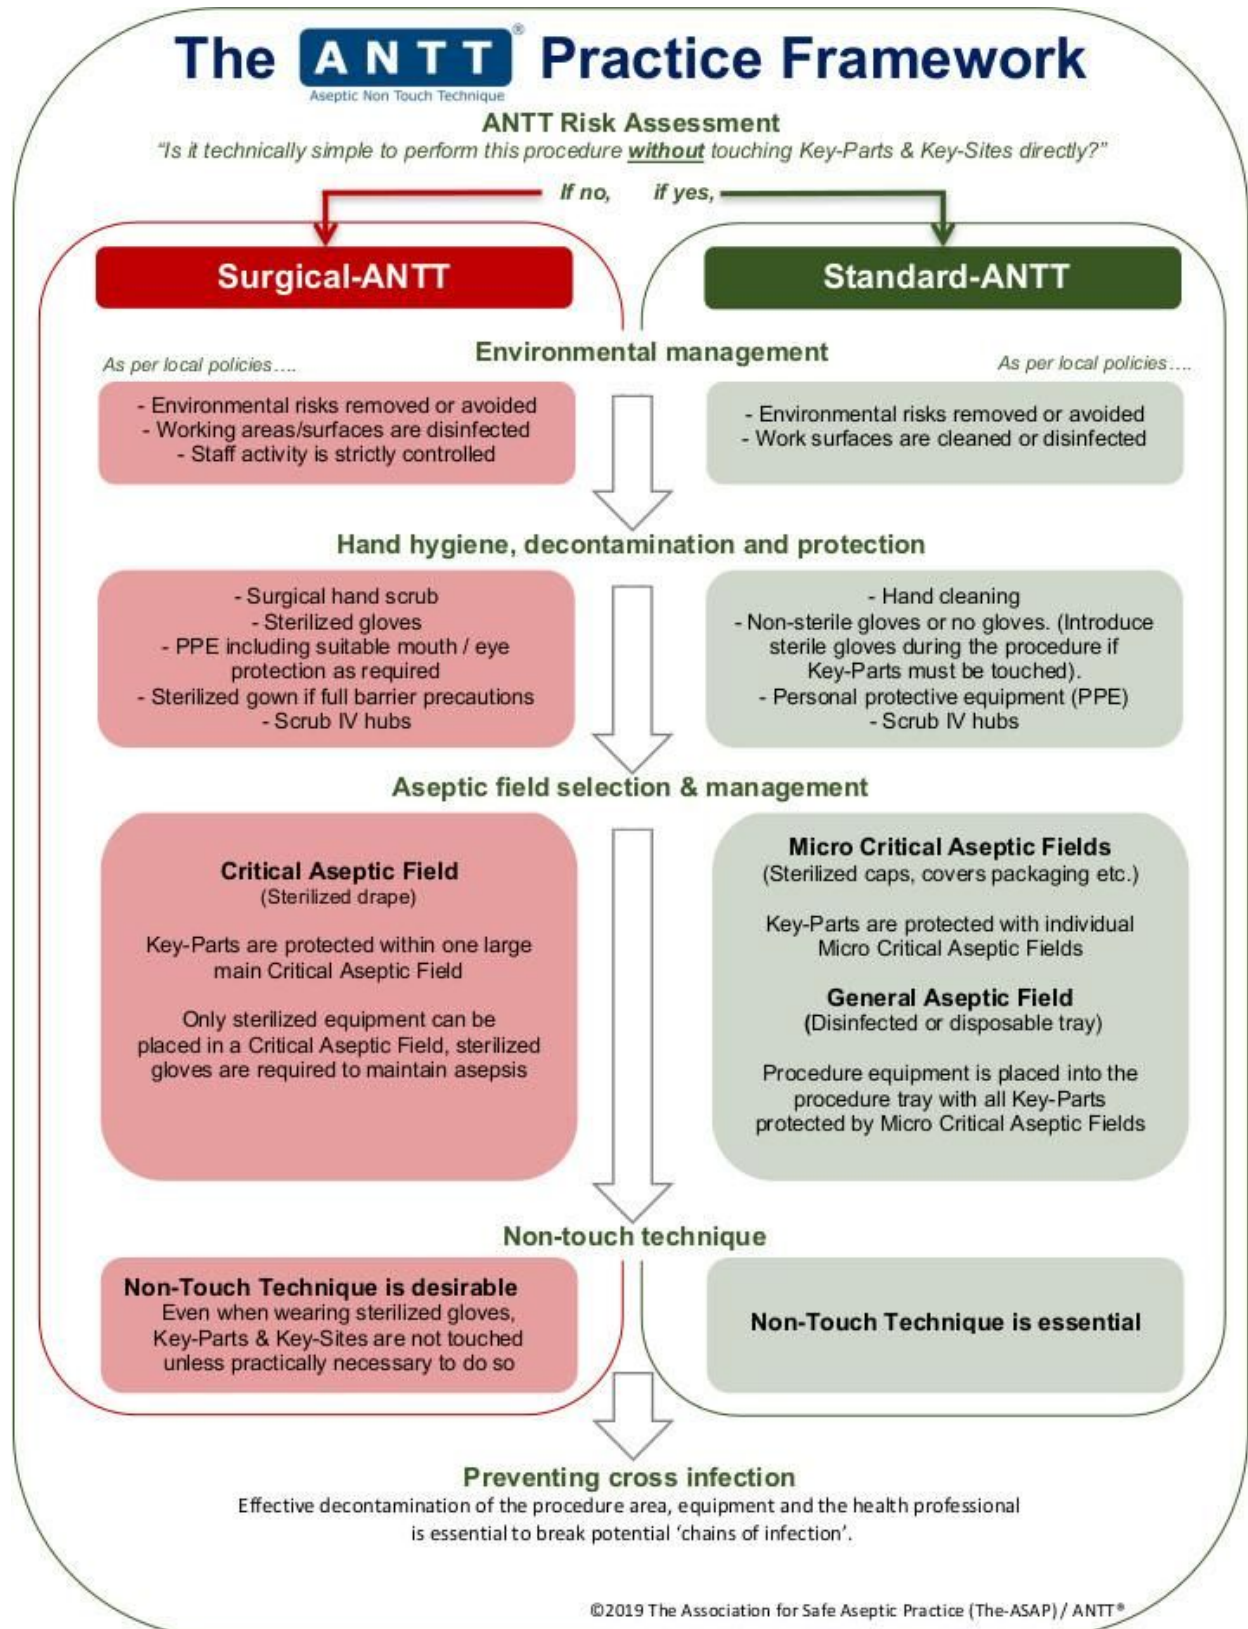 The ANTT® Practice Framework
Aseptic Non Touch Technique
ANTT Risk Assessment
"Is it technically simple to perform this procedure without touching Key-Parts & Key-Sites directly?"
If no, if yes,
Surgical-ANTT
Standard-ANTT
Environmental management
As per local policies….
As per local policies….
- Environmental risks removed or avoided
- Working areas/surfaces are disinfected
- Staff activity is strictly controlled
- Environmental risks removed or avoided
- Work surfaces are cleaned or disinfected
Hand hygiene, decontamination and protection
- Surgical hand scrub
- Sterilized gloves
- PPE including suitable mouth / eye
protection as required
- Sterilized gown if full barrier precautions
- Scrub IV hubs
- Hand cleaning
- Non-sterile gloves or no gloves. (Introduce
sterile gloves during the procedure if
Key-Parts must be touched).
- Personal protective equipment (PPE)
- Scrub IV hubs
Aseptic field selection & management
Critical Aseptic Field
(Sterilized drape)
Key-Parts are protected within one large
main Critical Aseptic Field
Only sterilized equipment can be
placed in a Critical Aseptic Field, sterilized
gloves are required to maintain asepsis
Micro Critical Aseptic Fields
(Sterilized caps, covers packaging etc.)
Key-Parts are protected with individual
Micro Critical Aseptic Fields
General Aseptic Field
(Disinfected or disposable tray)
Procedure equipment is placed into the
procedure tray with all Key-Parts
protected by Micro Critical Aseptic Fields
Non-touch technique
Non-Touch Technique is desirable
Even when wearing sterilized gloves,
Key-Parts & Key-Sites are not touched
unless practically necessary to do so
Non-Touch Technique is essential
Preventing cross infection
Effective decontamination of the procedure area, equipment and the health professional
is essential to break potential 'chains of infection'.
©2019 The Association for Safe Aseptic Practice (The-ASAP) / ANTT®